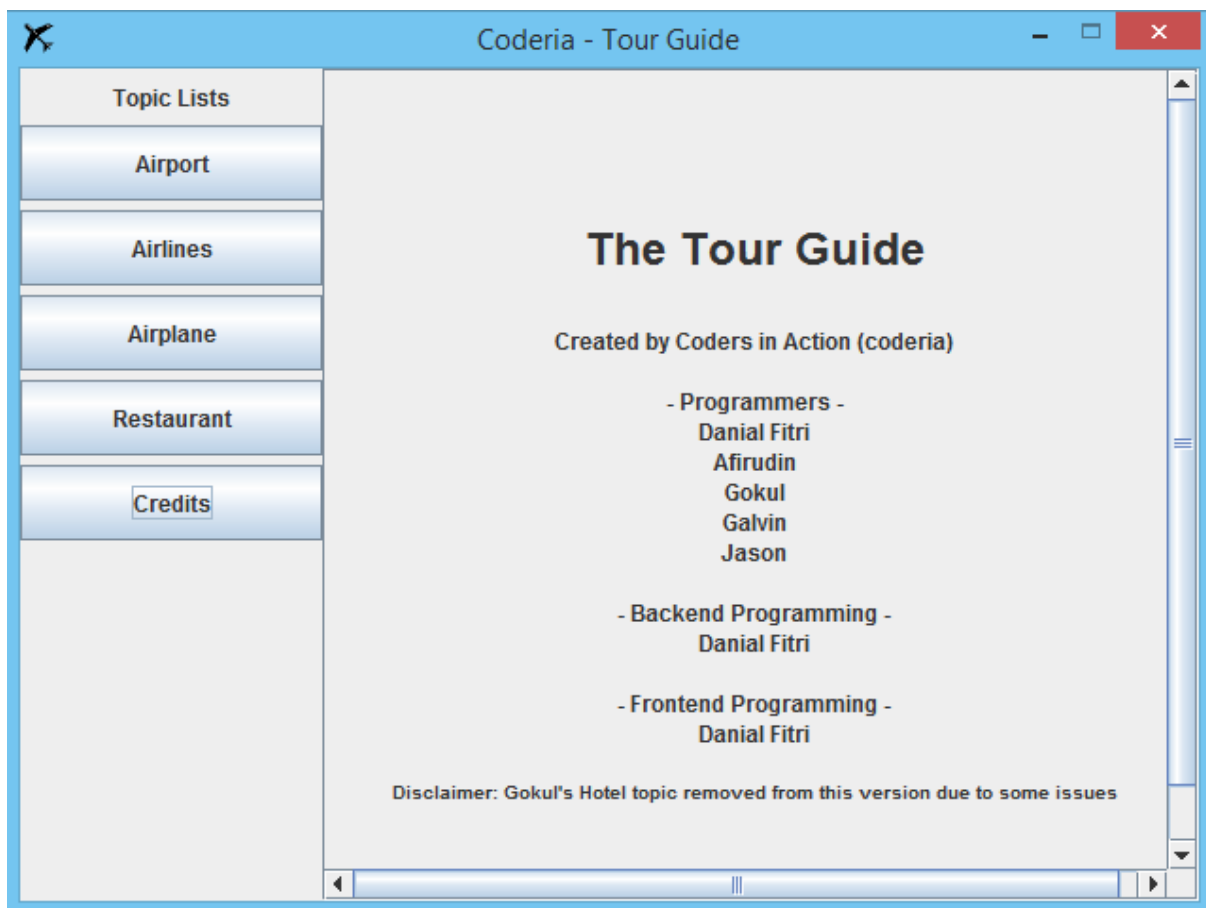 Coderia - Tour Guide
Topic Lists
Airport
Airlines
Airplane
Restaurant
Credits
The Tour Guide
Created by Coders in Action (coderia)
- Programmers -
Danial Fitri
Afirudin
Gokul
Galvin
Jason
- Backend Programming -
Danial Fitri
- Frontend Programming -
Danial Fitri
Disclaimer: Gokul's Hotel topic removed from this version due to some issues